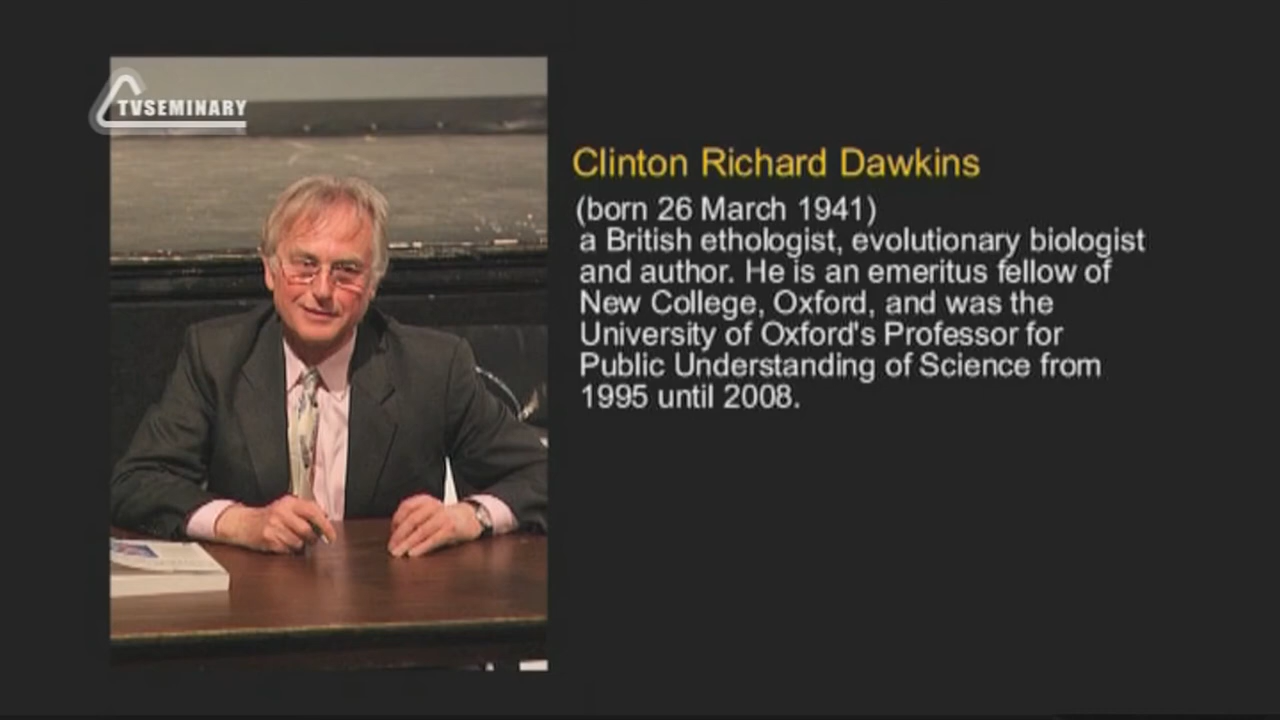 TVSEMINARY
Clinton Richard Dawkins
(born 26 March 1941)
a British ethologist, evolutionary biologist
and author. He is an emeritus fellow of
New College, Oxford, and was the
University of Oxford's Professor for
Public Understanding of Science from
1995 until 2008.